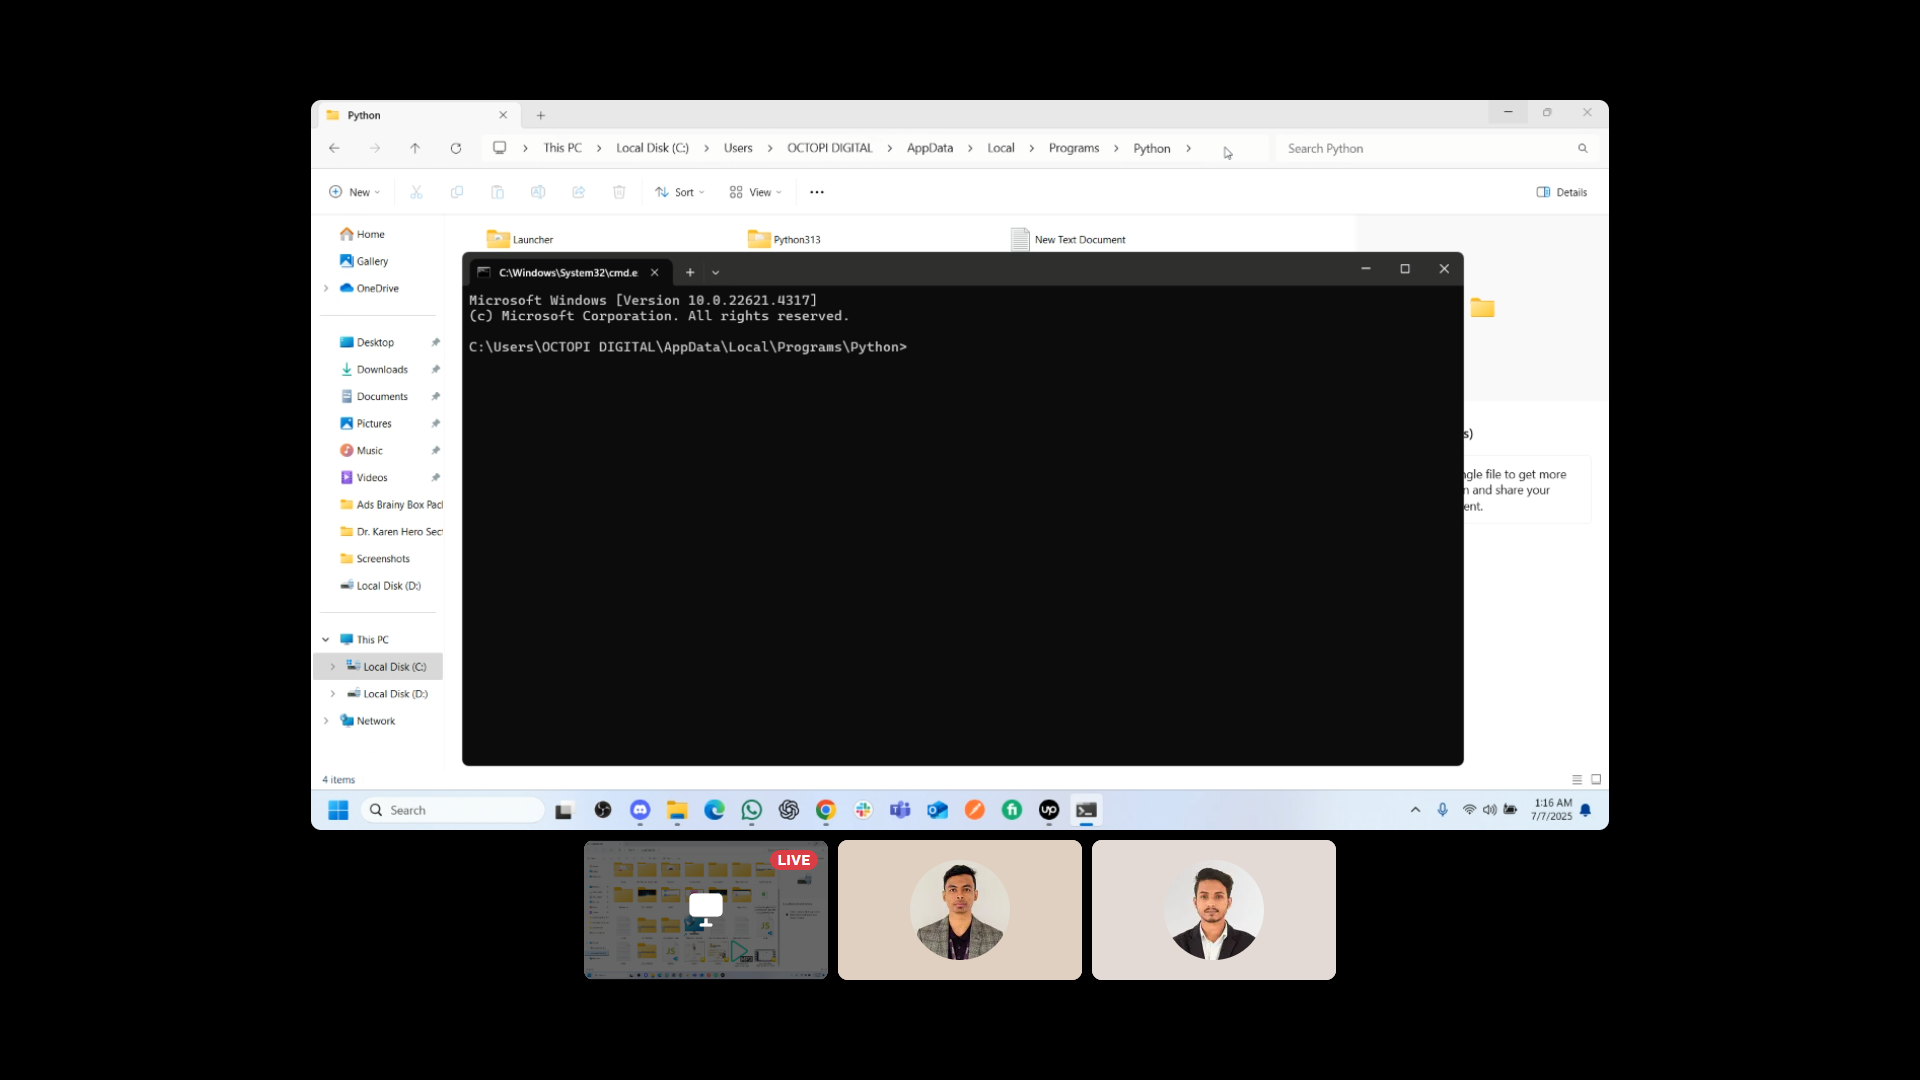 Python
This PC > Local Disk (C:) > Users > OCTOPI DIGITAL > AppData > Local > Programs > Python >
Search Python
New
Sort
View
Details
Home
Gallery
OneDrive
Desktop
Downloads
Documents
Pictures
Music
Videos
Ads Brainy Box Pac
Dr. Karen Hero Sec
Screenshots
Local Disk (D:)
This PC
Local Disk (C:)
Local Disk (D:)
Network
4 items
Launcher
Python313
New Text Document
C:\Windows\System32\cmd.e
Microsoft Windows [Version 10.0.22621.4317]
(c) Microsoft Corporation. All rights reserved.
C:\Users\OCTOPI DIGITAL\AppData\Local\Programs\Python>
s)
ngle file to get more
n and share your
ent.
Search
up
1:16 AM
7/7/2025
LIVE